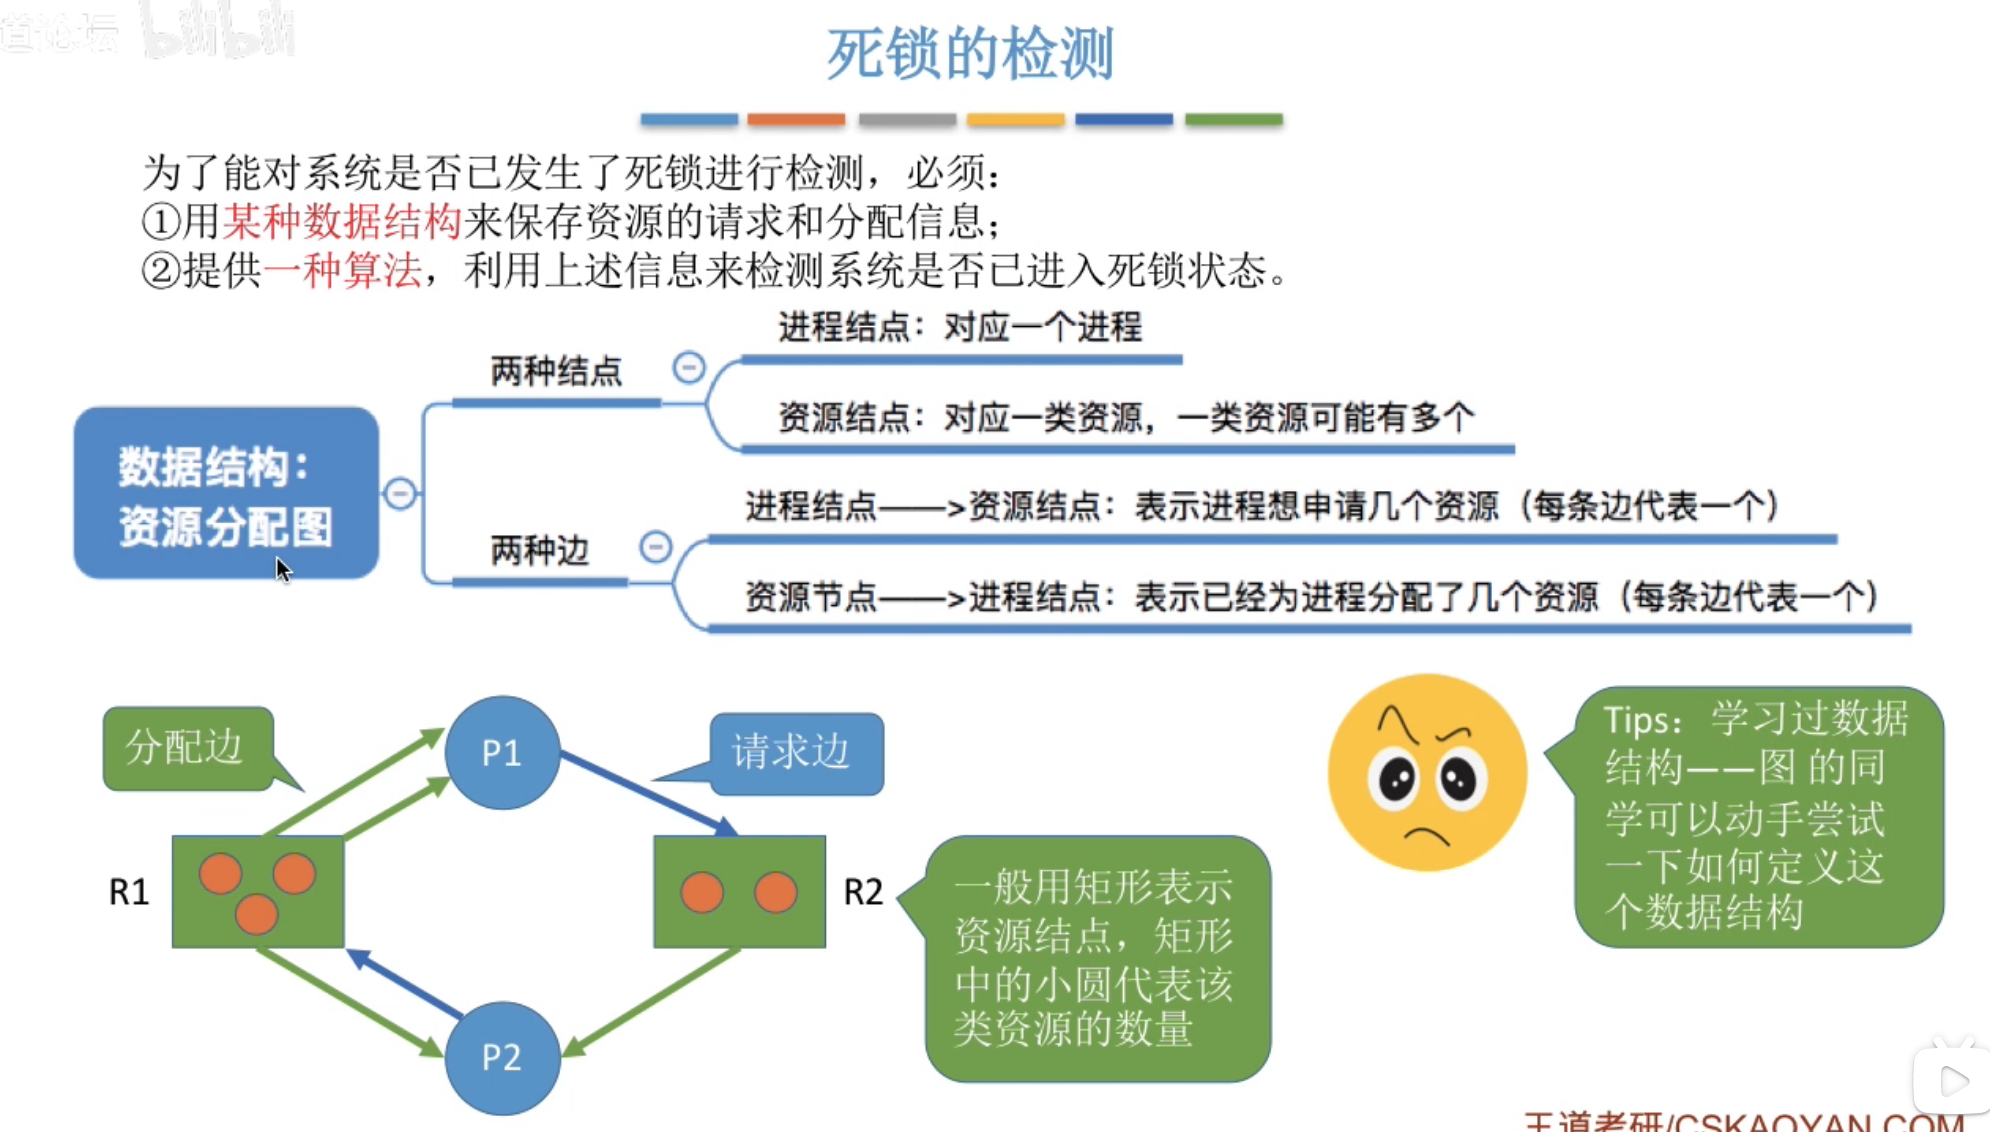 道论坛 bilibili
死锁的检测
为了能对系统是否已发生了死锁进行检测，必须：
①用某种数据结构来保存资源的请求和分配信息；
②提供一种算法，利用上述信息来检测系统是否已进入死锁状态。
数据结构：
资源分配图
两种结点
进程结点：对应一个进程
资源结点：对应一类资源，一类资源可能有多个
两种边
进程结点——>资源结点：表示进程想申请几个资源（每条边代表一个）
资源节点——>进程结点：表示已经为进程分配了几个资源（每条边代表一个）
分配边
P1
请求边
R1
R2
P2
一般用矩形表示
资源结点，矩形
中的小圆代表该
类资源的数量
Tips：学习过数据
结构——图 的同
学可以动手尝试
一下如何定义这
个数据结构
王道考研/CSKAOYAN.COM